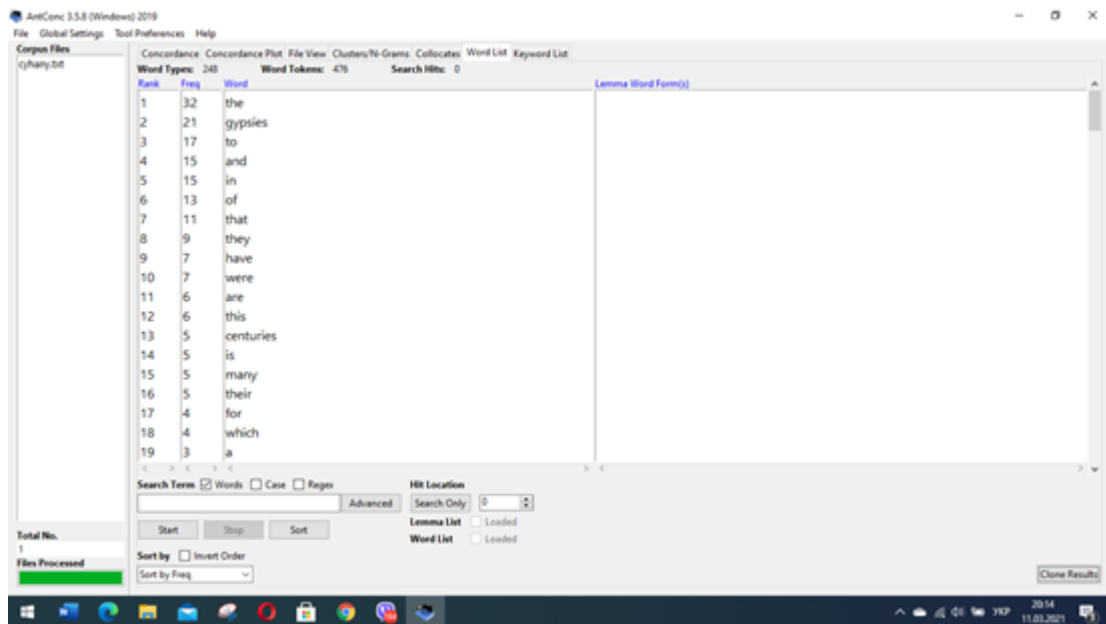 AntConc 3.5.8 (Windows) 2019
File Global Settings Tool Preferences Help
Corpus Files
cyhany.txt
Concordance Concordance Plot File View Clusters/N-Grams Collocates Word List Keyword List
Word Types: 248 Word Tokens: 476 Search Hits: 0
Rank Freq Word Lemma Word Form(s)
1 32 the
2 21 gypsies
3 17 to
4 15 and
5 15 in
6 13 of
7 11 that
8 9 they
9 7 have
10 7 were
11 6 are
12 6 this
13 5 centuries
14 5 is
15 5 many
16 5 their
17 4 for
18 4 which
19 3 a
Search Term Words Case Regex Hit Location
Advanced Search Only 0
Start Stop Sort Lemma List Loaded
Word List Loaded
Total No.
1
Files Processed
Sort by Invert Order
Sort by Freq
Clone Results
УКР 20:14
11.03.2021